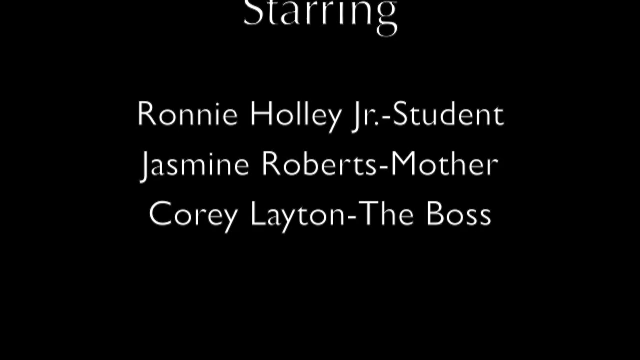 Starring
Ronnie Holley Jr.-Student
Jasmine Roberts-Mother
Corey Layton-The Boss